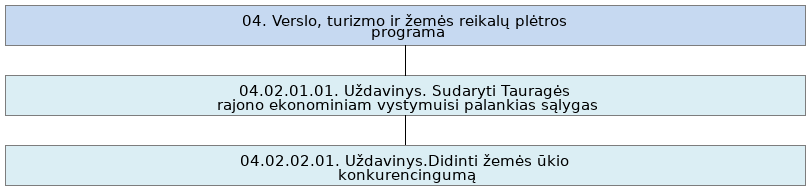 04. Verslo, turizmo ir žemės reikalų plėtros
programa
04.02.01.01. Uždavinys. Sudaryti Tauragės
rajono ekonominiam vystymuisi palankias sąlygas
04.02.02.01. Uždavinys.Didinti žemės ūkio
konkurencingumą